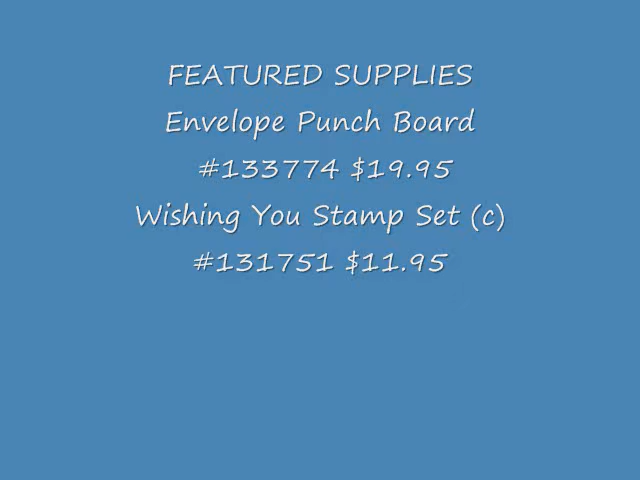 FEATURED SUPPLIES
Envelope Punch Board
#133774 $19.95
Wishing You Stamp Set (c)
#131751 $11.95